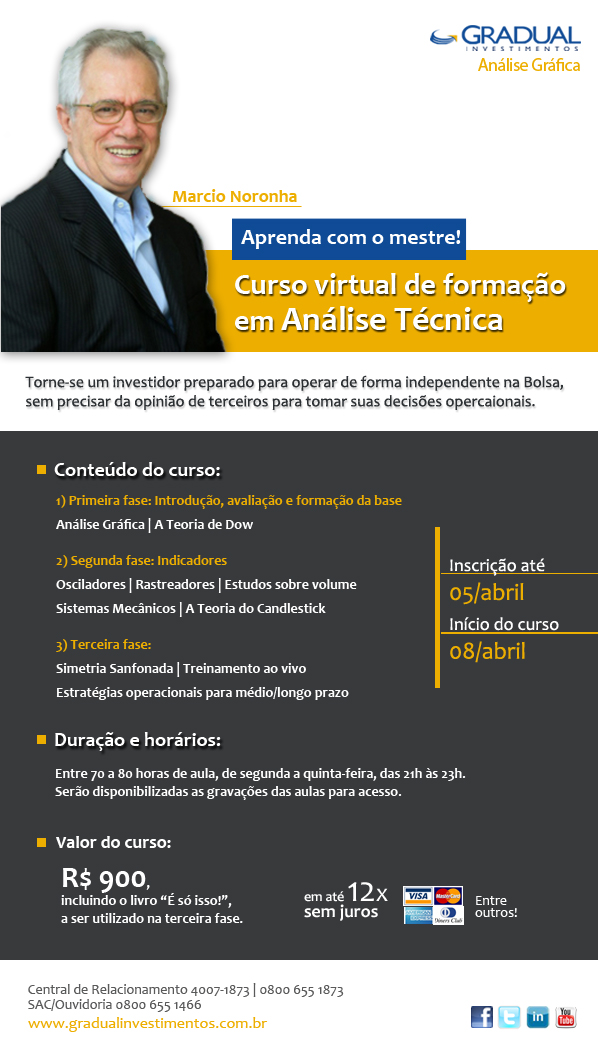 GRADUAL
INVESTIMENTOS
Análise Gráfica
Marcio Noronha
Aprenda com o mestre!
Curso virtual de formação
em Análise Técnica
Torne-se um investidor preparado para operar de forma independente na Bolsa,
sem precisar da opinião de terceiros para tomar suas decisões opercaionais.
Conteúdo do curso:
1) Primeira fase: Introdução, avaliação e formação da base
Análise Gráfica | A Teoria de Dow
2) Segunda fase: Indicadores
Osciladores | Rastreadores | Estudos sobre volume
Sistemas Mecânicos | A Teoria do Candlestick
3) Terceira fase:
Simetria Sanfonada | Treinamento ao vivo
Estratégias operacionais para médio/longo prazo
Inscrição até
05/abril
Início do curso
08/abril
Duração e horários:
Entre 70 a 80 horas de aula, de segunda a quinta-feira, das 21h às 23h.
Serão disponibilizadas as gravações das aulas para acesso.
Valor do curso:
R$ 900,
incluindo o livro “É só isso!”,
a ser utilizado na terceira fase.
em até 12x
sem juros
VISA MasterCard
AMERICAN EXPRESS Diners Club
Entre
outros!
Central de Relacionamento 4007-1873 | 0800 655 1873
SAC/Ouvidoria 0800 655 1466
www.gradualinvestimentos.com.br
f t in You Tube